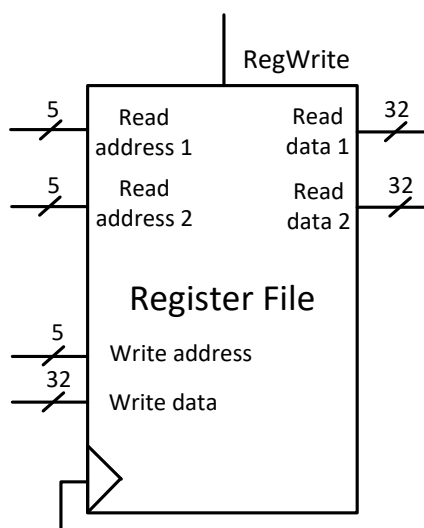 RegWrite
5
Read
address 1
Read
data 1
32
5
Read
address 2
Read
data 2
32
Register File
5
Write address
32
Write data